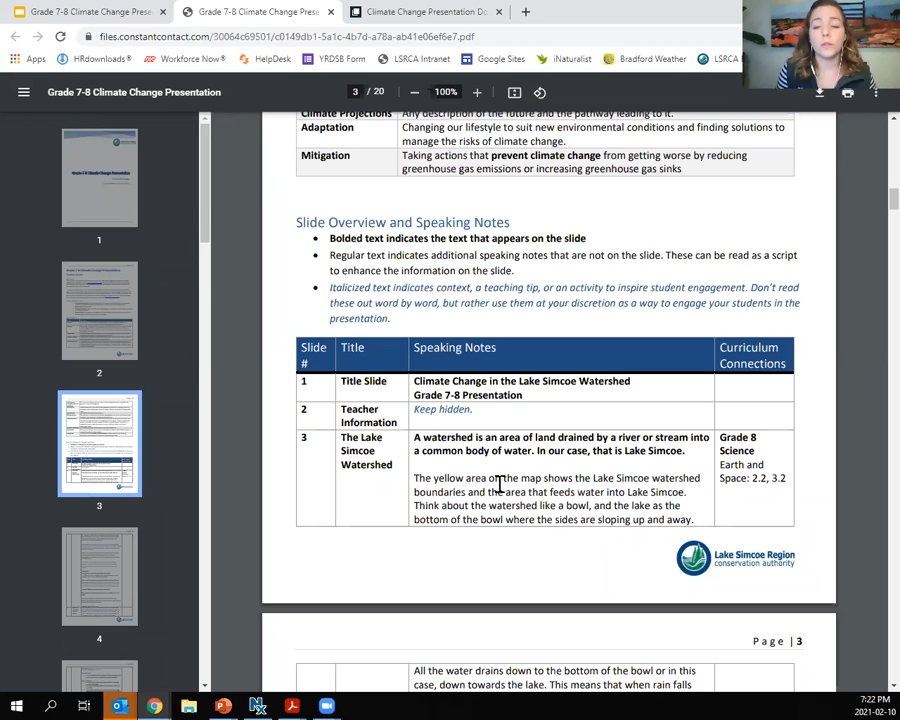 Grade 7-8 Climate Change Prese
Grade 7-8 Climate Change Prese
Climate Change Presentation Do
files.constantcontact.com/30064c69501/c0149db1-5a1c-4b7d-a78a-ab41e06ef6e7.pdf
Apps
HRdownloads®
Workforce Now®
HelpDesk
YRDSB Form
LSRCA Intranet
Google Sites
iNaturalist
Bradford Weather
LSRCA
Grade 7-8 Climate Change Presentation
3 / 20
100%
Climate Projections
Any description of the future and the pathway leading to it.
Adaptation
Changing our lifestyle to suit new environmental conditions and finding solutions to
manage the risks of climate change.
Mitigation
Taking actions that prevent climate change from getting worse by reducing
greenhouse gas emissions or increasing greenhouse gas sinks
Slide Overview and Speaking Notes
• Bolded text indicates the text that appears on the slide
• Regular text indicates additional speaking notes that are not on the slide. These can be read as a script
to enhance the information on the slide.
• Italicized text indicates context, a teaching tip, or an activity to inspire student engagement. Don't read
these out word by word, but rather use them at your discretion as a way to engage your students in the
presentation.
Slide
#
Title
Speaking Notes
Curriculum
Connections
1
Title Slide
Climate Change in the Lake Simcoe Watershed
Grade 7-8 Presentation
2
Teacher
Information
Keep hidden.
3
The Lake
Simcoe
Watershed
A watershed is an area of land drained by a river or stream into
a common body of water. In our case, that is Lake Simcoe.
The yellow area on the map shows the Lake Simcoe watershed
boundaries and the area that feeds water into Lake Simcoe.
Think about the watershed like a bowl, and the lake as the
bottom of the bowl where the sides are sloping up and away.
Grade 8
Science
Earth and
Space: 2.2, 3.2
Lake Simcoe Region
conservation authority
Page | 3
All the water drains down to the bottom of the bowl or in this
case, down towards the lake. This means that when rain falls
1
2
3
4
7:22 PM
2021-02-10